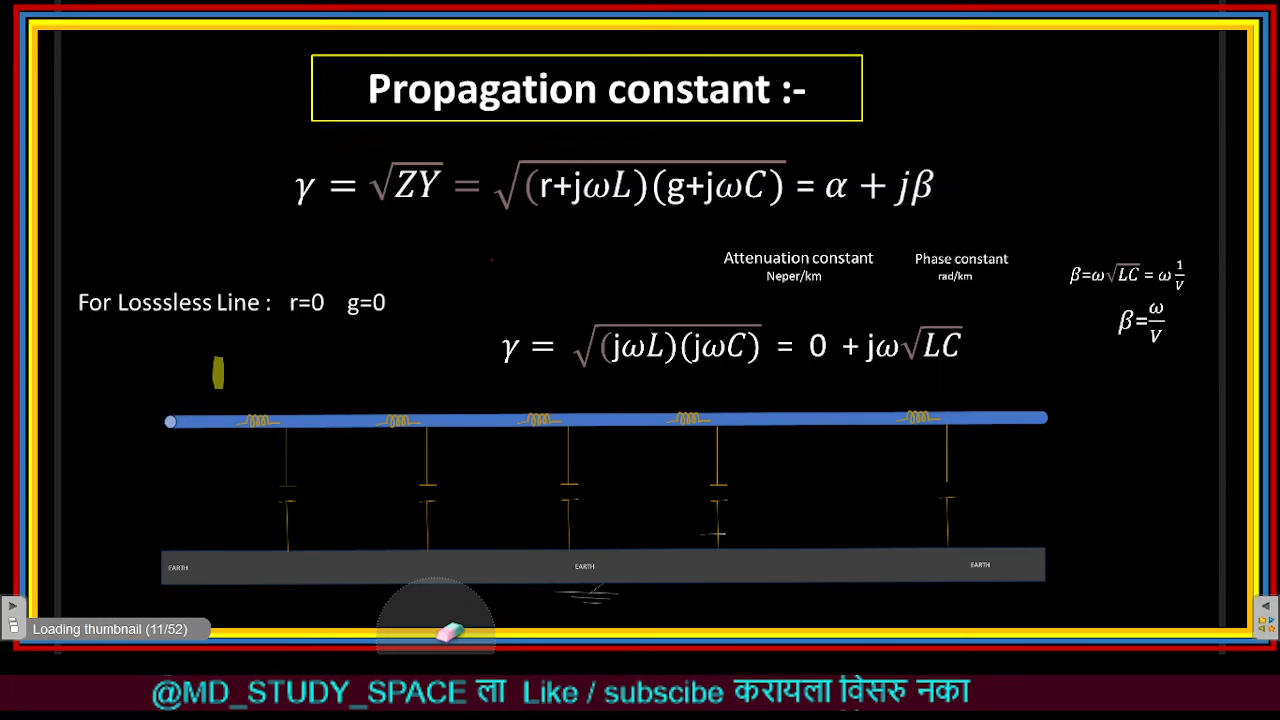 Propagation constant :-
γ = √ZY = √(r+jωL)(g+jωC) = α + jβ
Attenuation constant
Neper/km
Phase constant
rad/km
β=ω√LC = ω 1/V
β=ω/V
For Losssless Line : r=0 g=0
γ = √(jωL)(jωC) = 0 + jω√LC
EARTH
EARTH
EARTH
Loading thumbnail (11/52)
@MD_STUDY_SPACE ला Like / subscibe करायला विसरु नका